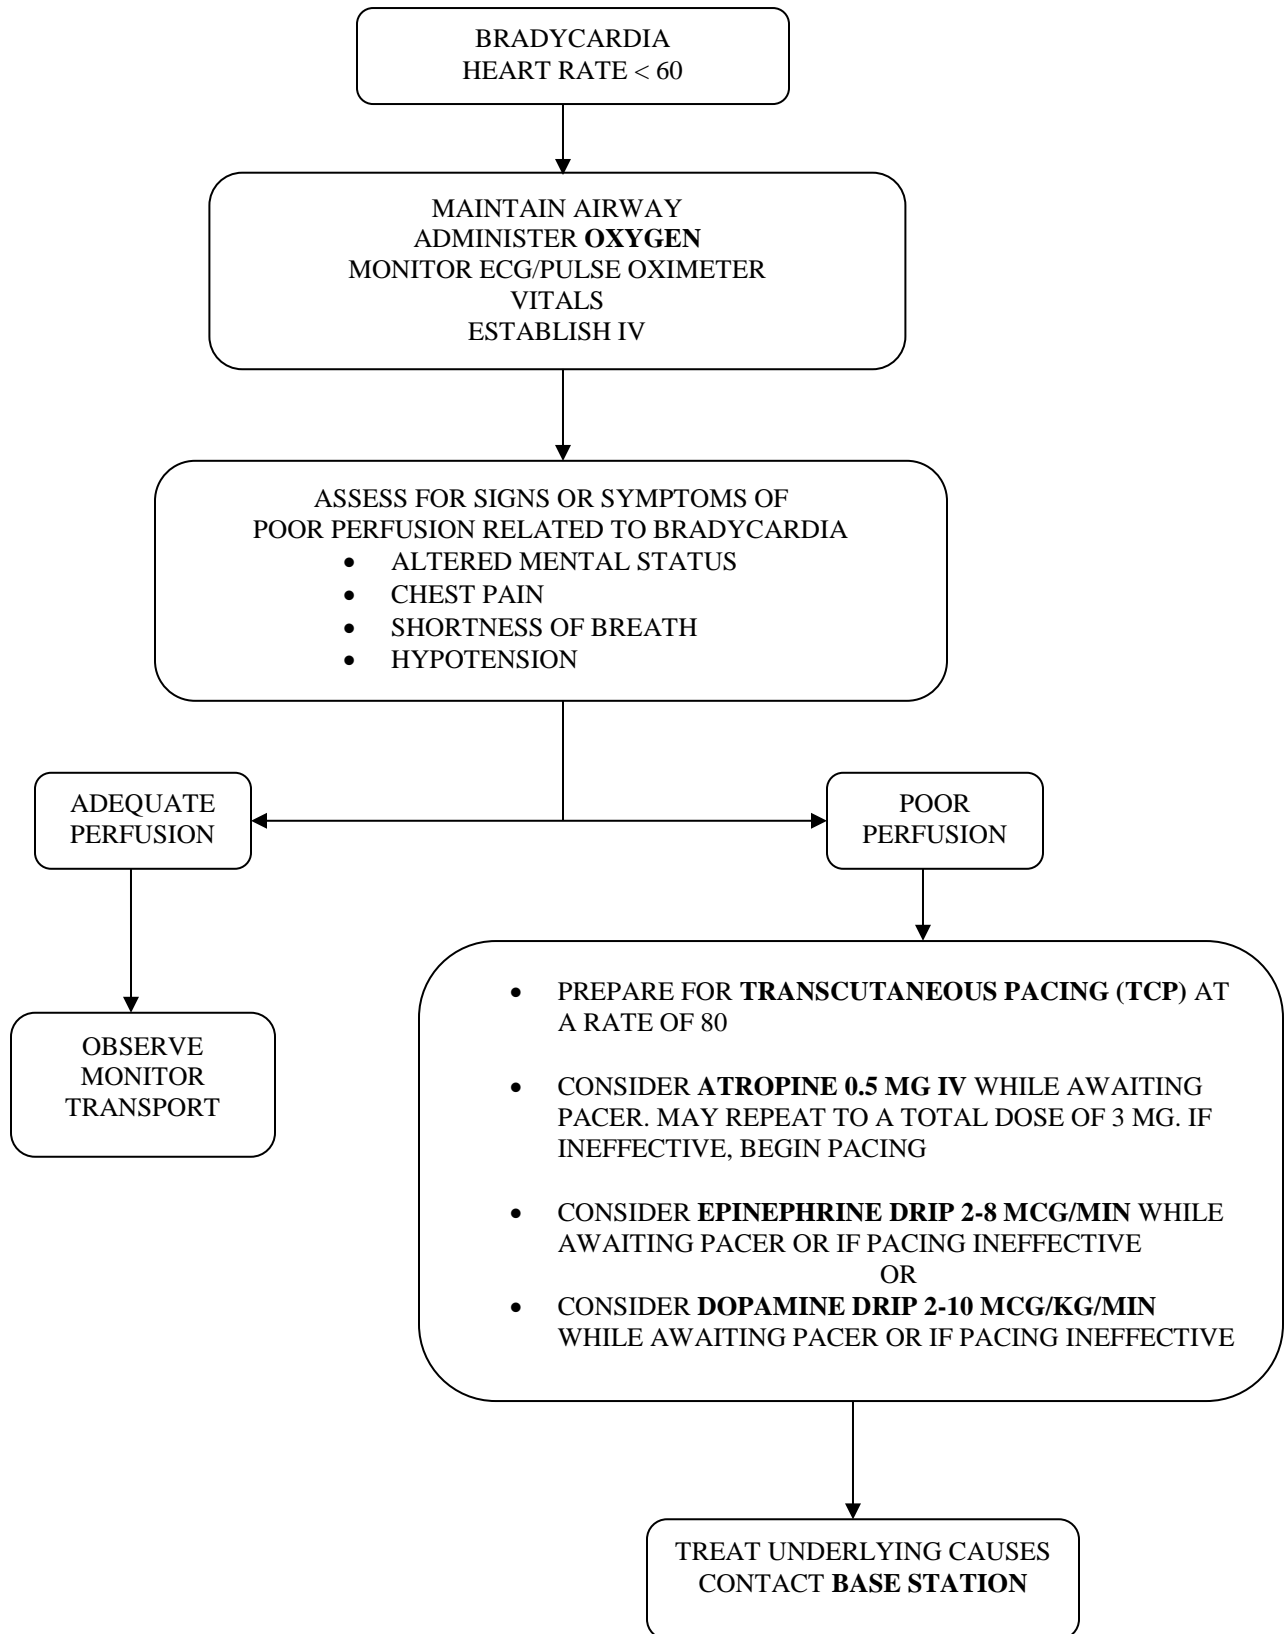 BRADYCARDIA
HEART RATE < 60
MAINTAIN AIRWAY
ADMINISTER OXYGEN
MONITOR ECG/PULSE OXIMETER
VITALS
ESTABLISH IV
ASSESS FOR SIGNS OR SYMPTOMS OF
POOR PERFUSION RELATED TO BRADYCARDIA
• ALTERED MENTAL STATUS
• CHEST PAIN
• SHORTNESS OF BREATH
• HYPOTENSION
ADEQUATE
PERFUSION
POOR
PERFUSION
OBSERVE
MONITOR
TRANSPORT
• PREPARE FOR TRANSCUTANEOUS PACING (TCP) AT
A RATE OF 80
• CONSIDER ATROPINE 0.5 MG IV WHILE AWAITING
PACER. MAY REPEAT TO A TOTAL DOSE OF 3 MG. IF
INEFFECTIVE, BEGIN PACING
• CONSIDER EPINEPHRINE DRIP 2-8 MCG/MIN WHILE
AWAITING PACER OR IF PACING INEFFECTIVE
OR
• CONSIDER DOPAMINE DRIP 2-10 MCG/KG/MIN
WHILE AWAITING PACER OR IF PACING INEFFECTIVE
TREAT UNDERLYING CAUSES
CONTACT BASE STATION